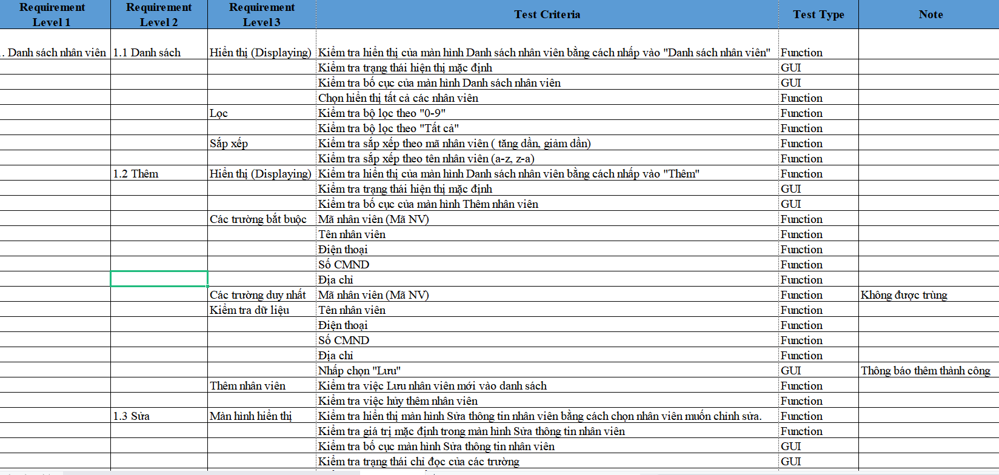 Requirement Level 1 Requirement Level 2 Requirement Level 3 Test Criteria Test Type Note
. Danh sách nhân viên 1.1 Danh sách Hiển thị (Displaying) Kiểm tra hiển thị của màn hình Danh sách nhân viên bằng cách nhấp vào "Danh sách nhân viên" Function
Kiểm tra trạng thái hiện thị mặc định GUI
Kiểm tra bố cục của màn hình Danh sách nhân viên GUI
Chọn hiển thị tất cả các nhân viên Function
Lọc Kiểm tra bộ lọc theo "0-9" Function
Kiểm tra bộ lọc theo "Tất cả" Function
Sắp xếp Kiểm tra sắp xếp theo mã nhân viên ( tăng dần, giảm dần) Function
Kiểm tra sắp xếp theo tên nhân viên (a-z, z-a) Function
1.2 Thêm Hiển thị (Displaying) Kiểm tra hiển thị của màn hình Danh sách nhân viên bằng cách nhấp vào "Thêm" Function
Kiểm tra trạng thái hiện thị mặc định GUI
Kiểm tra bố cục của màn hình Thêm nhân viên GUI
Các trường bắt buộc Mã nhân viên (Mã NV) Function
Tên nhân viên Function
Điện thoại Function
Số CMND Function
Địa chỉ Function
Các trường duy nhất Mã nhân viên (Mã NV) Function Không được trùng
Kiểm tra dữ liệu Tên nhân viên Function
Điện thoại Function
Số CMND Function
Địa chỉ Function
Nhấp chọn "Lưu" GUI Thông báo thêm thành công
Thêm nhân viên Kiểm tra việc Lưu nhân viên mới vào danh sách Function
Kiểm tra việc hủy thêm nhân viên Function
1.3 Sửa Màn hình hiển thị Kiểm tra hiển thị màn hình Sửa thông tin nhân viên bằng cách chọn nhân viên muốn chỉnh sửa. Function
Kiểm tra giá trị mặc định trong màn hình Sửa thông tin nhân viên Function
Kiểm tra bố cục màn hình Sửa thông tin nhân viên GUI
Kiểm tra trạng thái chỉ đọc của các trường GUI